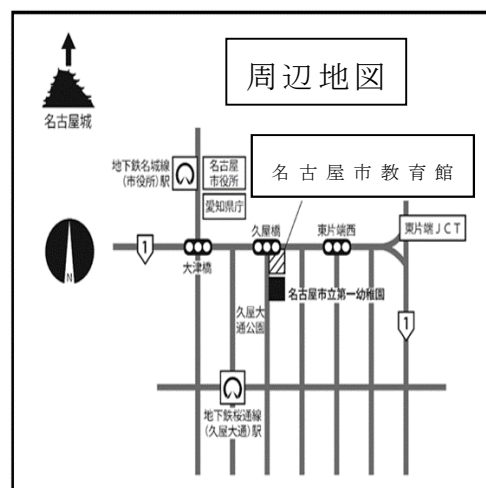 周辺地図
名古屋城
地下鉄名城線
(市役所)駅
名古屋
市役所
愛知県庁
名古屋市教育館
久屋橋
東片端西
東片端JCT
1
大津橋
N
名古屋市立第一幼稚園
久屋大
通公園
1
地下鉄桜通線
(久屋大通)駅